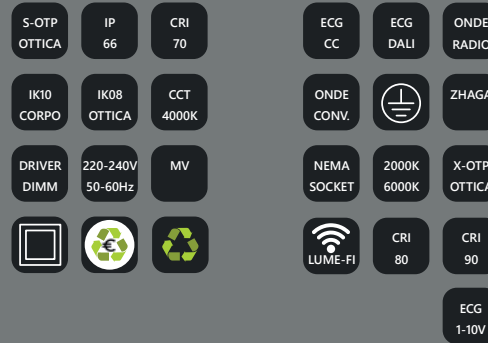 S-OTP
OTTICA
IP
66
CRI
70
ECG
CC
ECG
DALI
ONDE
RADIO
IK10
CORPO
IK08
OTTICA
CCT
4000K
ONDE
CONV.
ZHAGA
DRIVER
DIMM
220-240V
50-60Hz
MV
NEMA
SOCKET
2000K
6000K
X-OTP
OTTICA
€
LUME-FI
CRI
80
CRI
90
ECG
1-10V